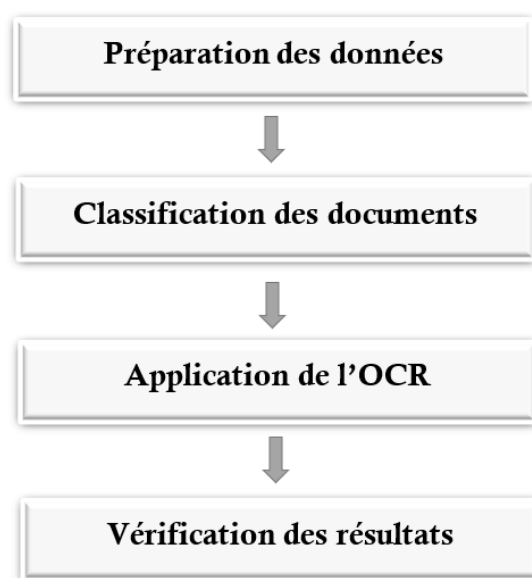 Préparation des données
Classification des documents
Application de l’OCR
Vérification des résultats